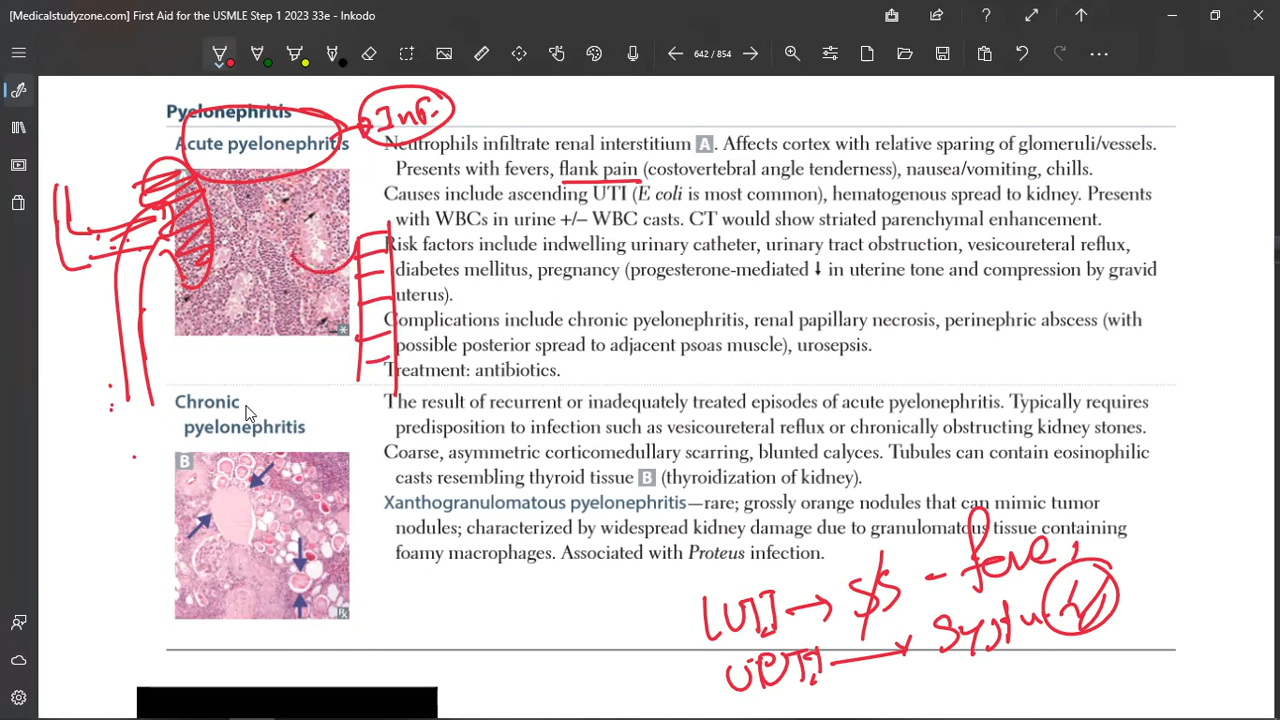 [Medicalstudyzone.com] First Aid for the USMLE Step 1 2023 33e - Inkodo
642 / 854
Pyelonephritis
Inf.
Acute pyelonephritis
Neutrophils infiltrate renal interstitium A. Affects cortex with relative sparing of glomeruli/vessels.
Presents with fevers, flank pain (costovertebral angle tenderness), nausea/vomiting, chills.
Causes include ascending UTI (E coli is most common), hematogenous spread to kidney. Presents
with WBCs in urine +/− WBC casts. CT would show striated parenchymal enhancement.
Risk factors include indwelling urinary catheter, urinary tract obstruction, vesicoureteral reflux,
diabetes mellitus, pregnancy (progesterone-mediated ⬇ in uterine tone and compression by gravid
uterus).
Complications include chronic pyelonephritis, renal papillary necrosis, perinephric abscess (with
possible posterior spread to adjacent psoas muscle), urosepsis.
Treatment: antibiotics.
Chronic
pyelonephritis
The result of recurrent or inadequately treated episodes of acute pyelonephritis. Typically requires
predisposition to infection such as vesicoureteral reflux or chronically obstructing kidney stones.
Coarse, asymmetric corticomedullary scarring, blunted calyces. Tubules can contain eosinophilic
casts resembling thyroid tissue B (thyroidization of kidney).
Xanthogranulomatous pyelonephritis—rare; grossly orange nodules that can mimic tumor
nodules; characterized by widespread kidney damage due to granulomatous tissue containing
foamy macrophages. Associated with Proteus infection.
B
LUTI → - feve
UPUTI → Syst